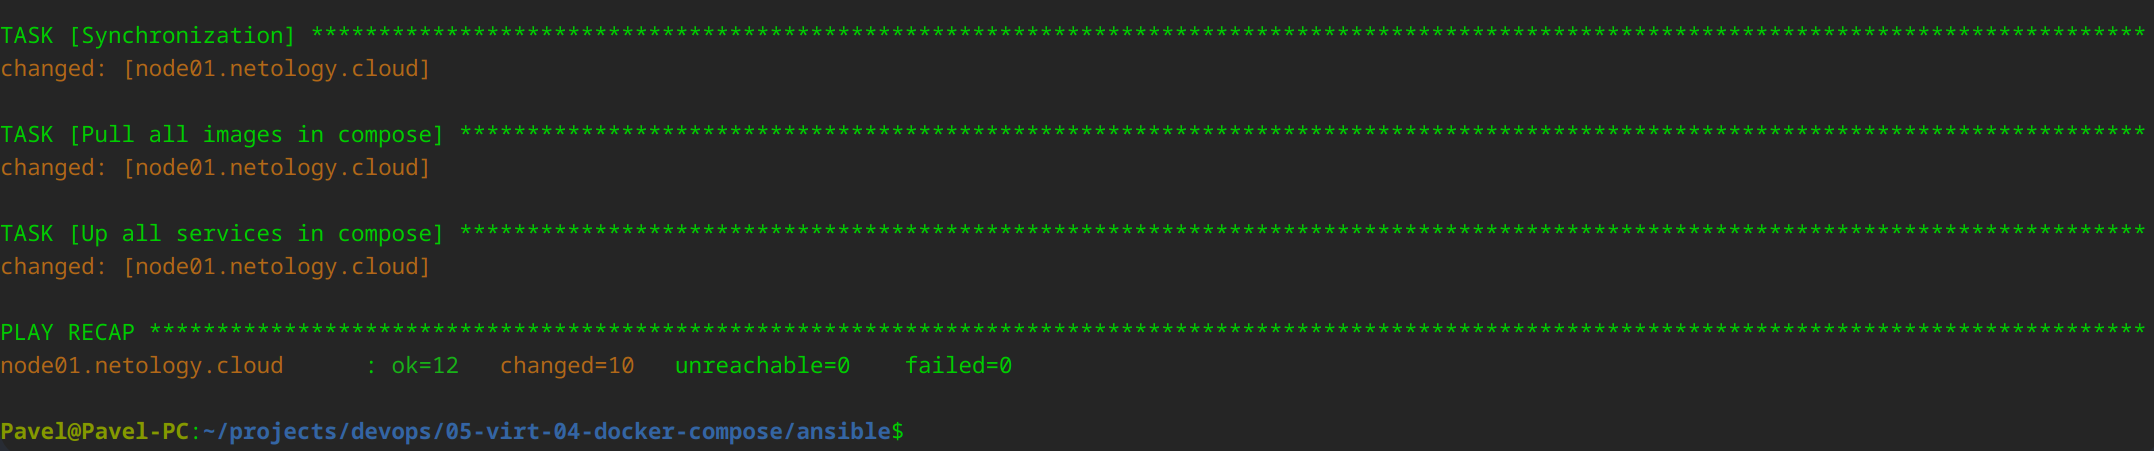 TASK [Synchronization] ****************************************************************************************************************************************
changed: [node01.netology.cloud]
TASK [Pull all images in compose] *****************************************************************************************************************************
changed: [node01.netology.cloud]
TASK [Up all services in compose] *****************************************************************************************************************************
changed: [node01.netology.cloud]
PLAY RECAP ****************************************************************************************************************************************************
node01.netology.cloud      : ok=12   changed=10   unreachable=0    failed=0
Pavel@Pavel-PC:~/projects/devops/05-virt-04-docker-compose/ansible$